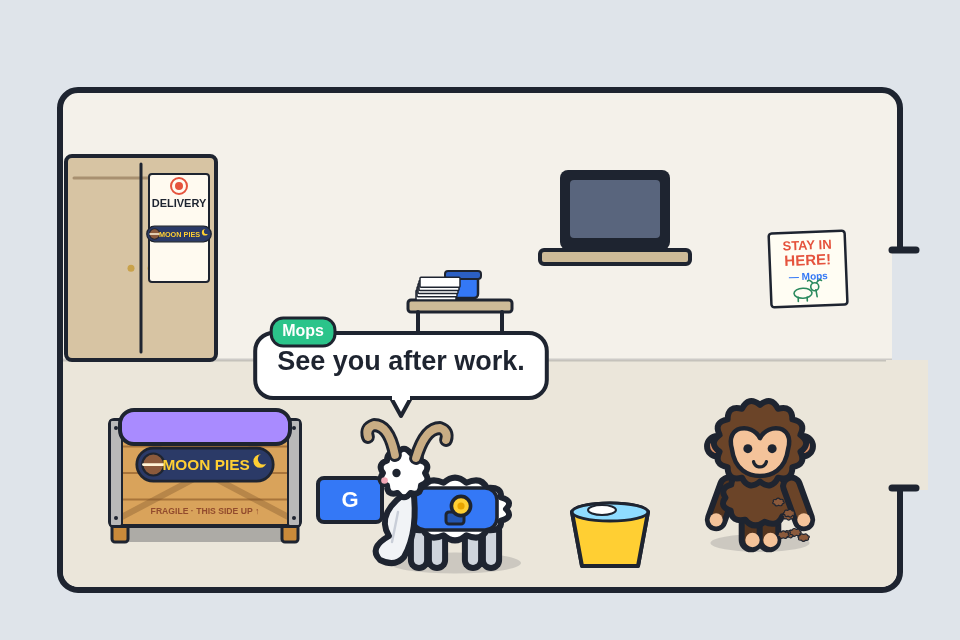 DELIVERY
MOON PIES
STAY IN
HERE!
— Mops
Mops
See you after work.
MOON PIES
FRAGILE · THIS SIDE UP ↑
G